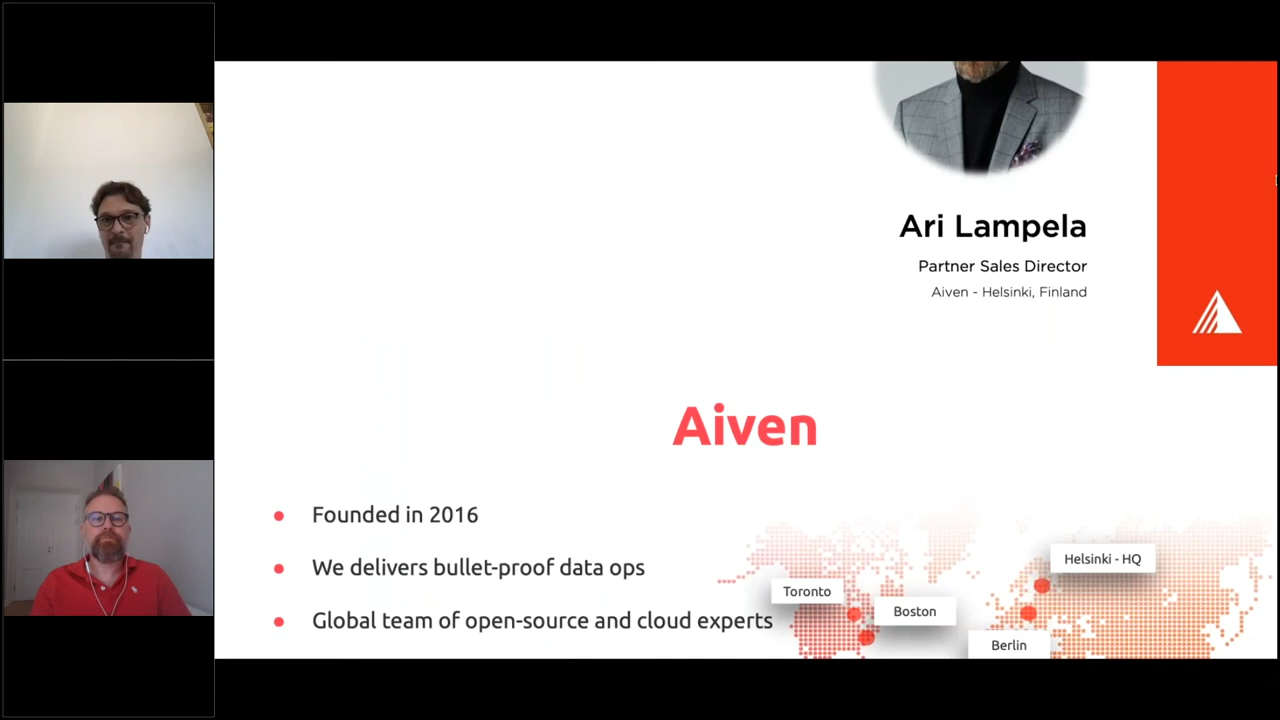 Ari Lampela
Partner Sales Director
Aiven - Helsinki, Finland
Aiven
Founded in 2016
We delivers bullet-proof data ops
Global team of open-source and cloud experts
Helsinki - HQ
Toronto
Boston
Berlin